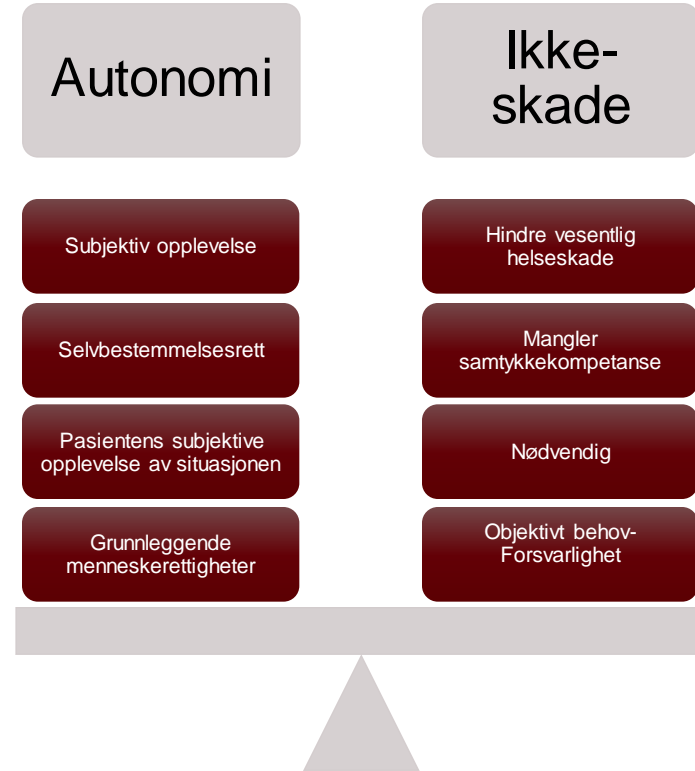 Autonomi
Ikke-
skade
Subjektiv opplevelse
Selvbestemmelsesrett
Pasientens subjektive
opplevelse av situasjonen
Grunnleggende
menneskerettigheter
Hindre vesentlig
helseskade
Mangler
samtykkekompetanse
Nødvendig
Objektivt behov-
Forsvarlighet